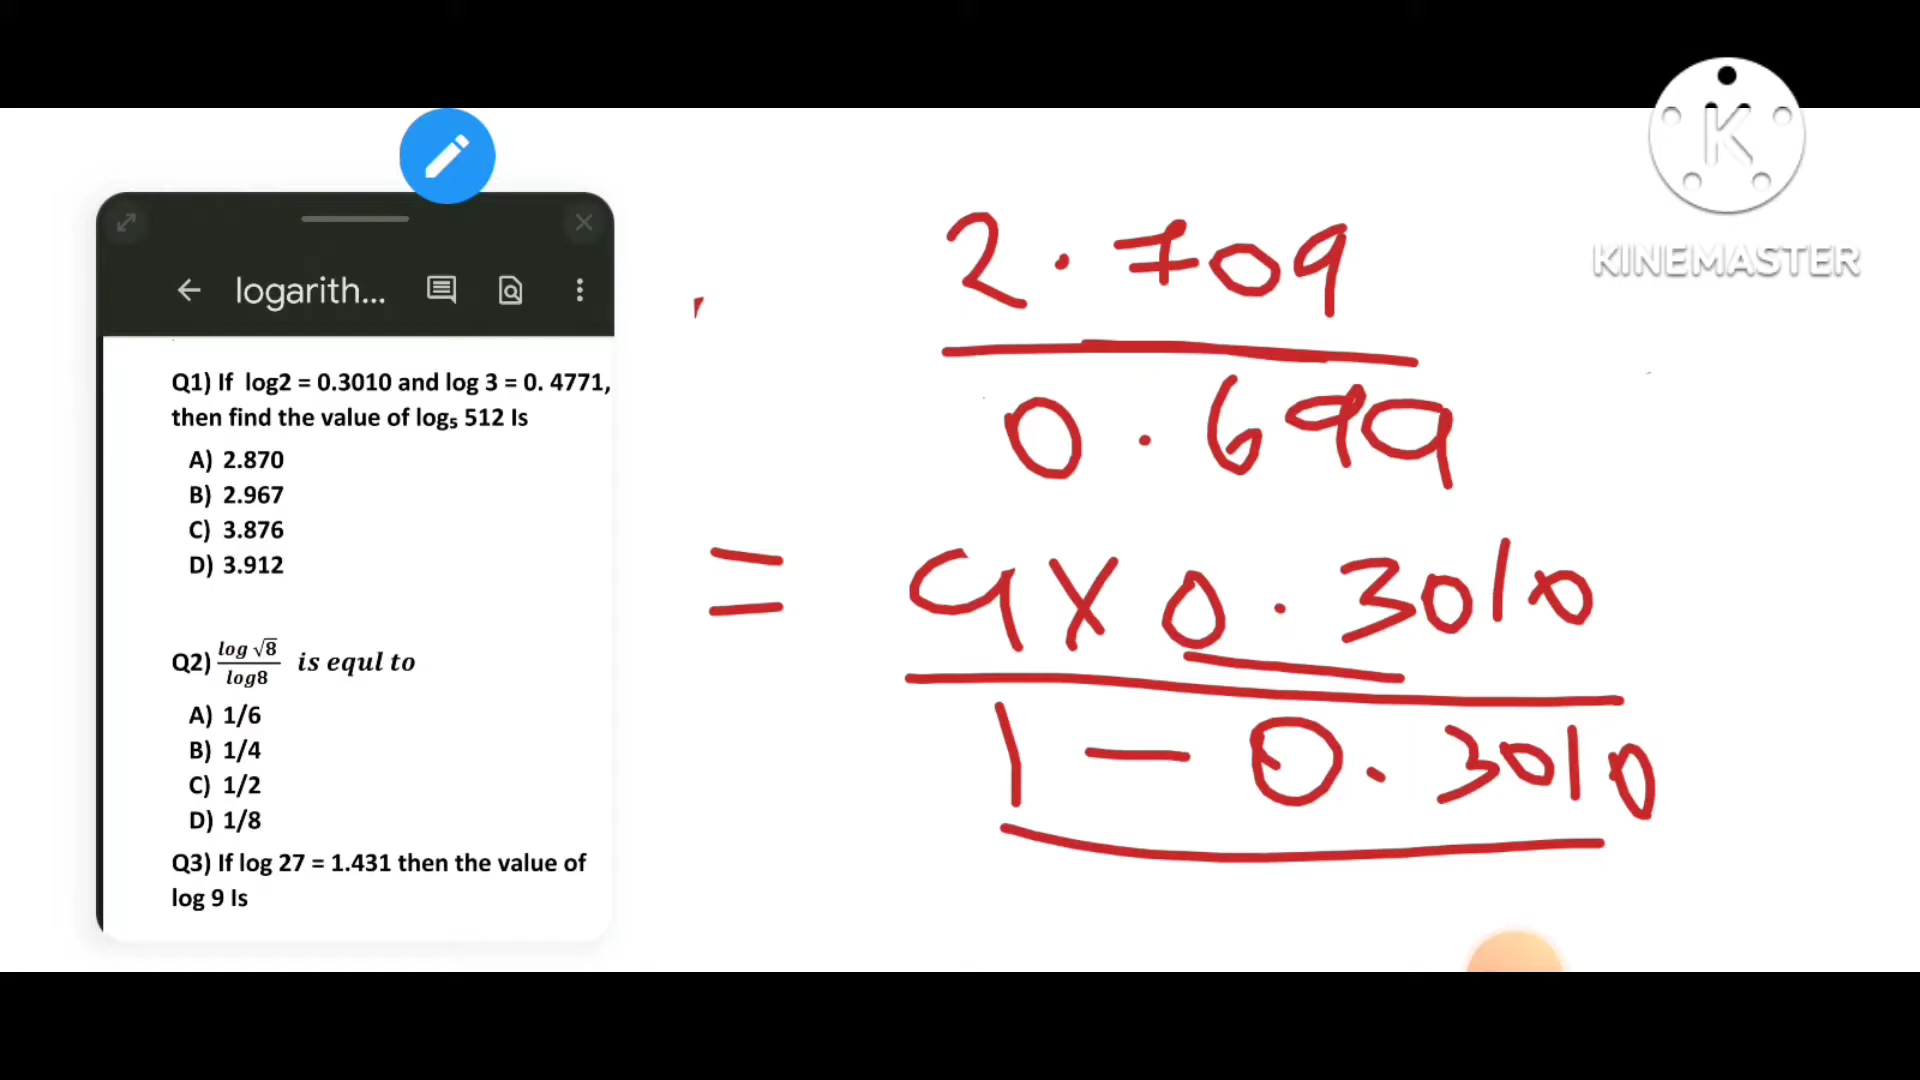 KINEMASTER
logarith...
Q1) If log2 = 0.3010 and log 3 = 0. 4771,
then find the value of log₅ 512 Is
A) 2.870
B) 2.967
C) 3.876
D) 3.912
Q2) log √8 / log8 is equl to
A) 1/6
B) 1/4
C) 1/2
D) 1/8
Q3) If log 27 = 1.431 then the value of
log 9 Is
2.709
0.699
= 9 x 0.3010
1 - 0.3010